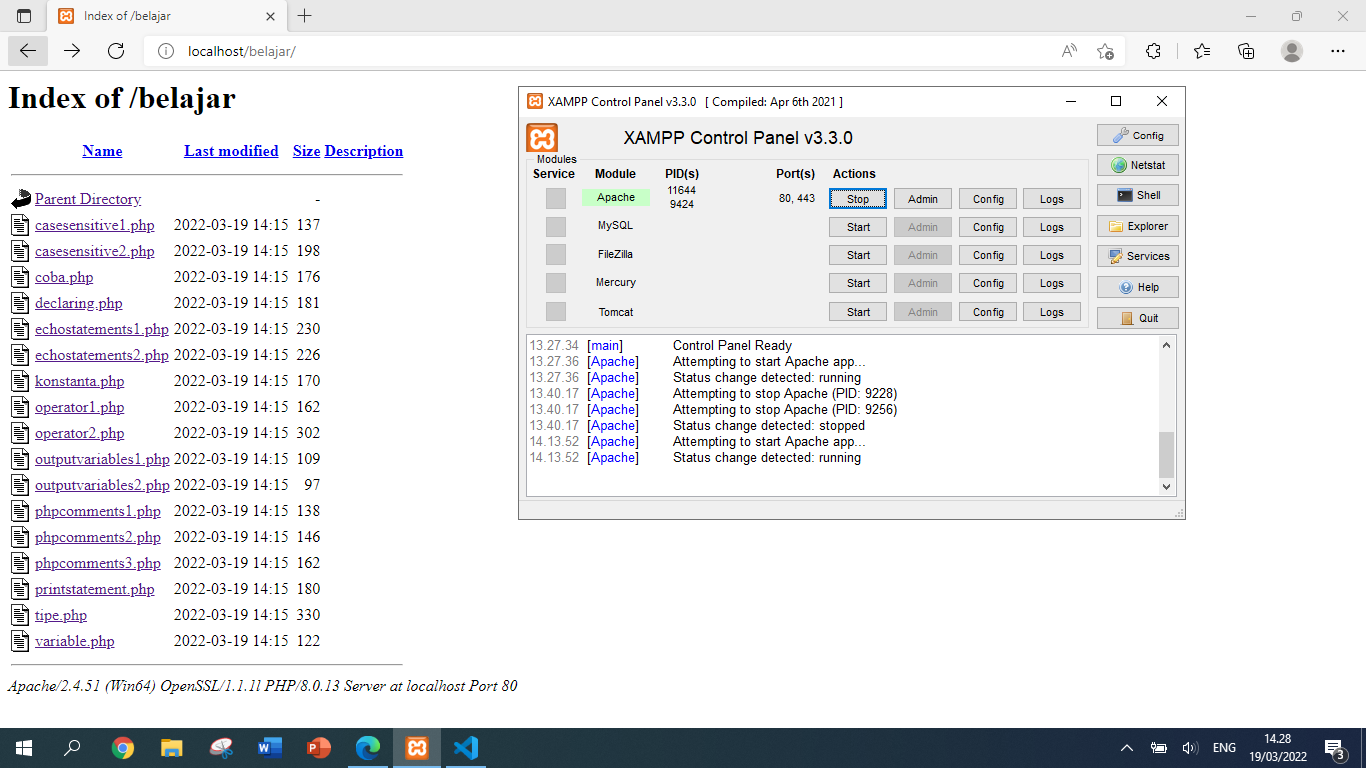 Index of /belajar
localhost/belajar/
Index of /belajar
Name Last modified Size Description
Parent Directory -
casesensitive1.php 2022-03-19 14:15 137
casesensitive2.php 2022-03-19 14:15 198
coba.php 2022-03-19 14:15 176
declaring.php 2022-03-19 14:15 181
echostatements1.php 2022-03-19 14:15 230
echostatements2.php 2022-03-19 14:15 226
konstanta.php 2022-03-19 14:15 170
operator1.php 2022-03-19 14:15 162
operator2.php 2022-03-19 14:15 302
outputvariables1.php 2022-03-19 14:15 109
outputvariables2.php 2022-03-19 14:15 97
phpcomments1.php 2022-03-19 14:15 138
phpcomments2.php 2022-03-19 14:15 146
phpcomments3.php 2022-03-19 14:15 162
printstatement.php 2022-03-19 14:15 180
tipe.php 2022-03-19 14:15 330
variable.php 2022-03-19 14:15 122
Apache/2.4.51 (Win64) OpenSSL/1.1.1l PHP/8.0.13 Server at localhost Port 80
XAMPP Control Panel v3.3.0 [ Compiled: Apr 6th 2021 ]
XAMPP Control Panel v3.3.0
Modules
Service Module PID(s) Port(s) Actions
Apache 11644 9424 80, 443 Stop Admin Config Logs
MySQL Start Admin Config Logs
FileZilla Start Admin Config Logs
Mercury Start Admin Config Logs
Tomcat Start Admin Config Logs
Config
Netstat
Shell
Explorer
Services
Help
Quit
13.27.34 [main] Control Panel Ready
13.27.36 [Apache] Attempting to start Apache app...
13.27.36 [Apache] Status change detected: running
13.40.17 [Apache] Attempting to stop Apache (PID: 9228)
13.40.17 [Apache] Attempting to stop Apache (PID: 9256)
13.40.17 [Apache] Status change detected: stopped
14.13.52 [Apache] Attempting to start Apache app...
14.13.52 [Apache] Status change detected: running
ENG
14.28
19/03/2022
3